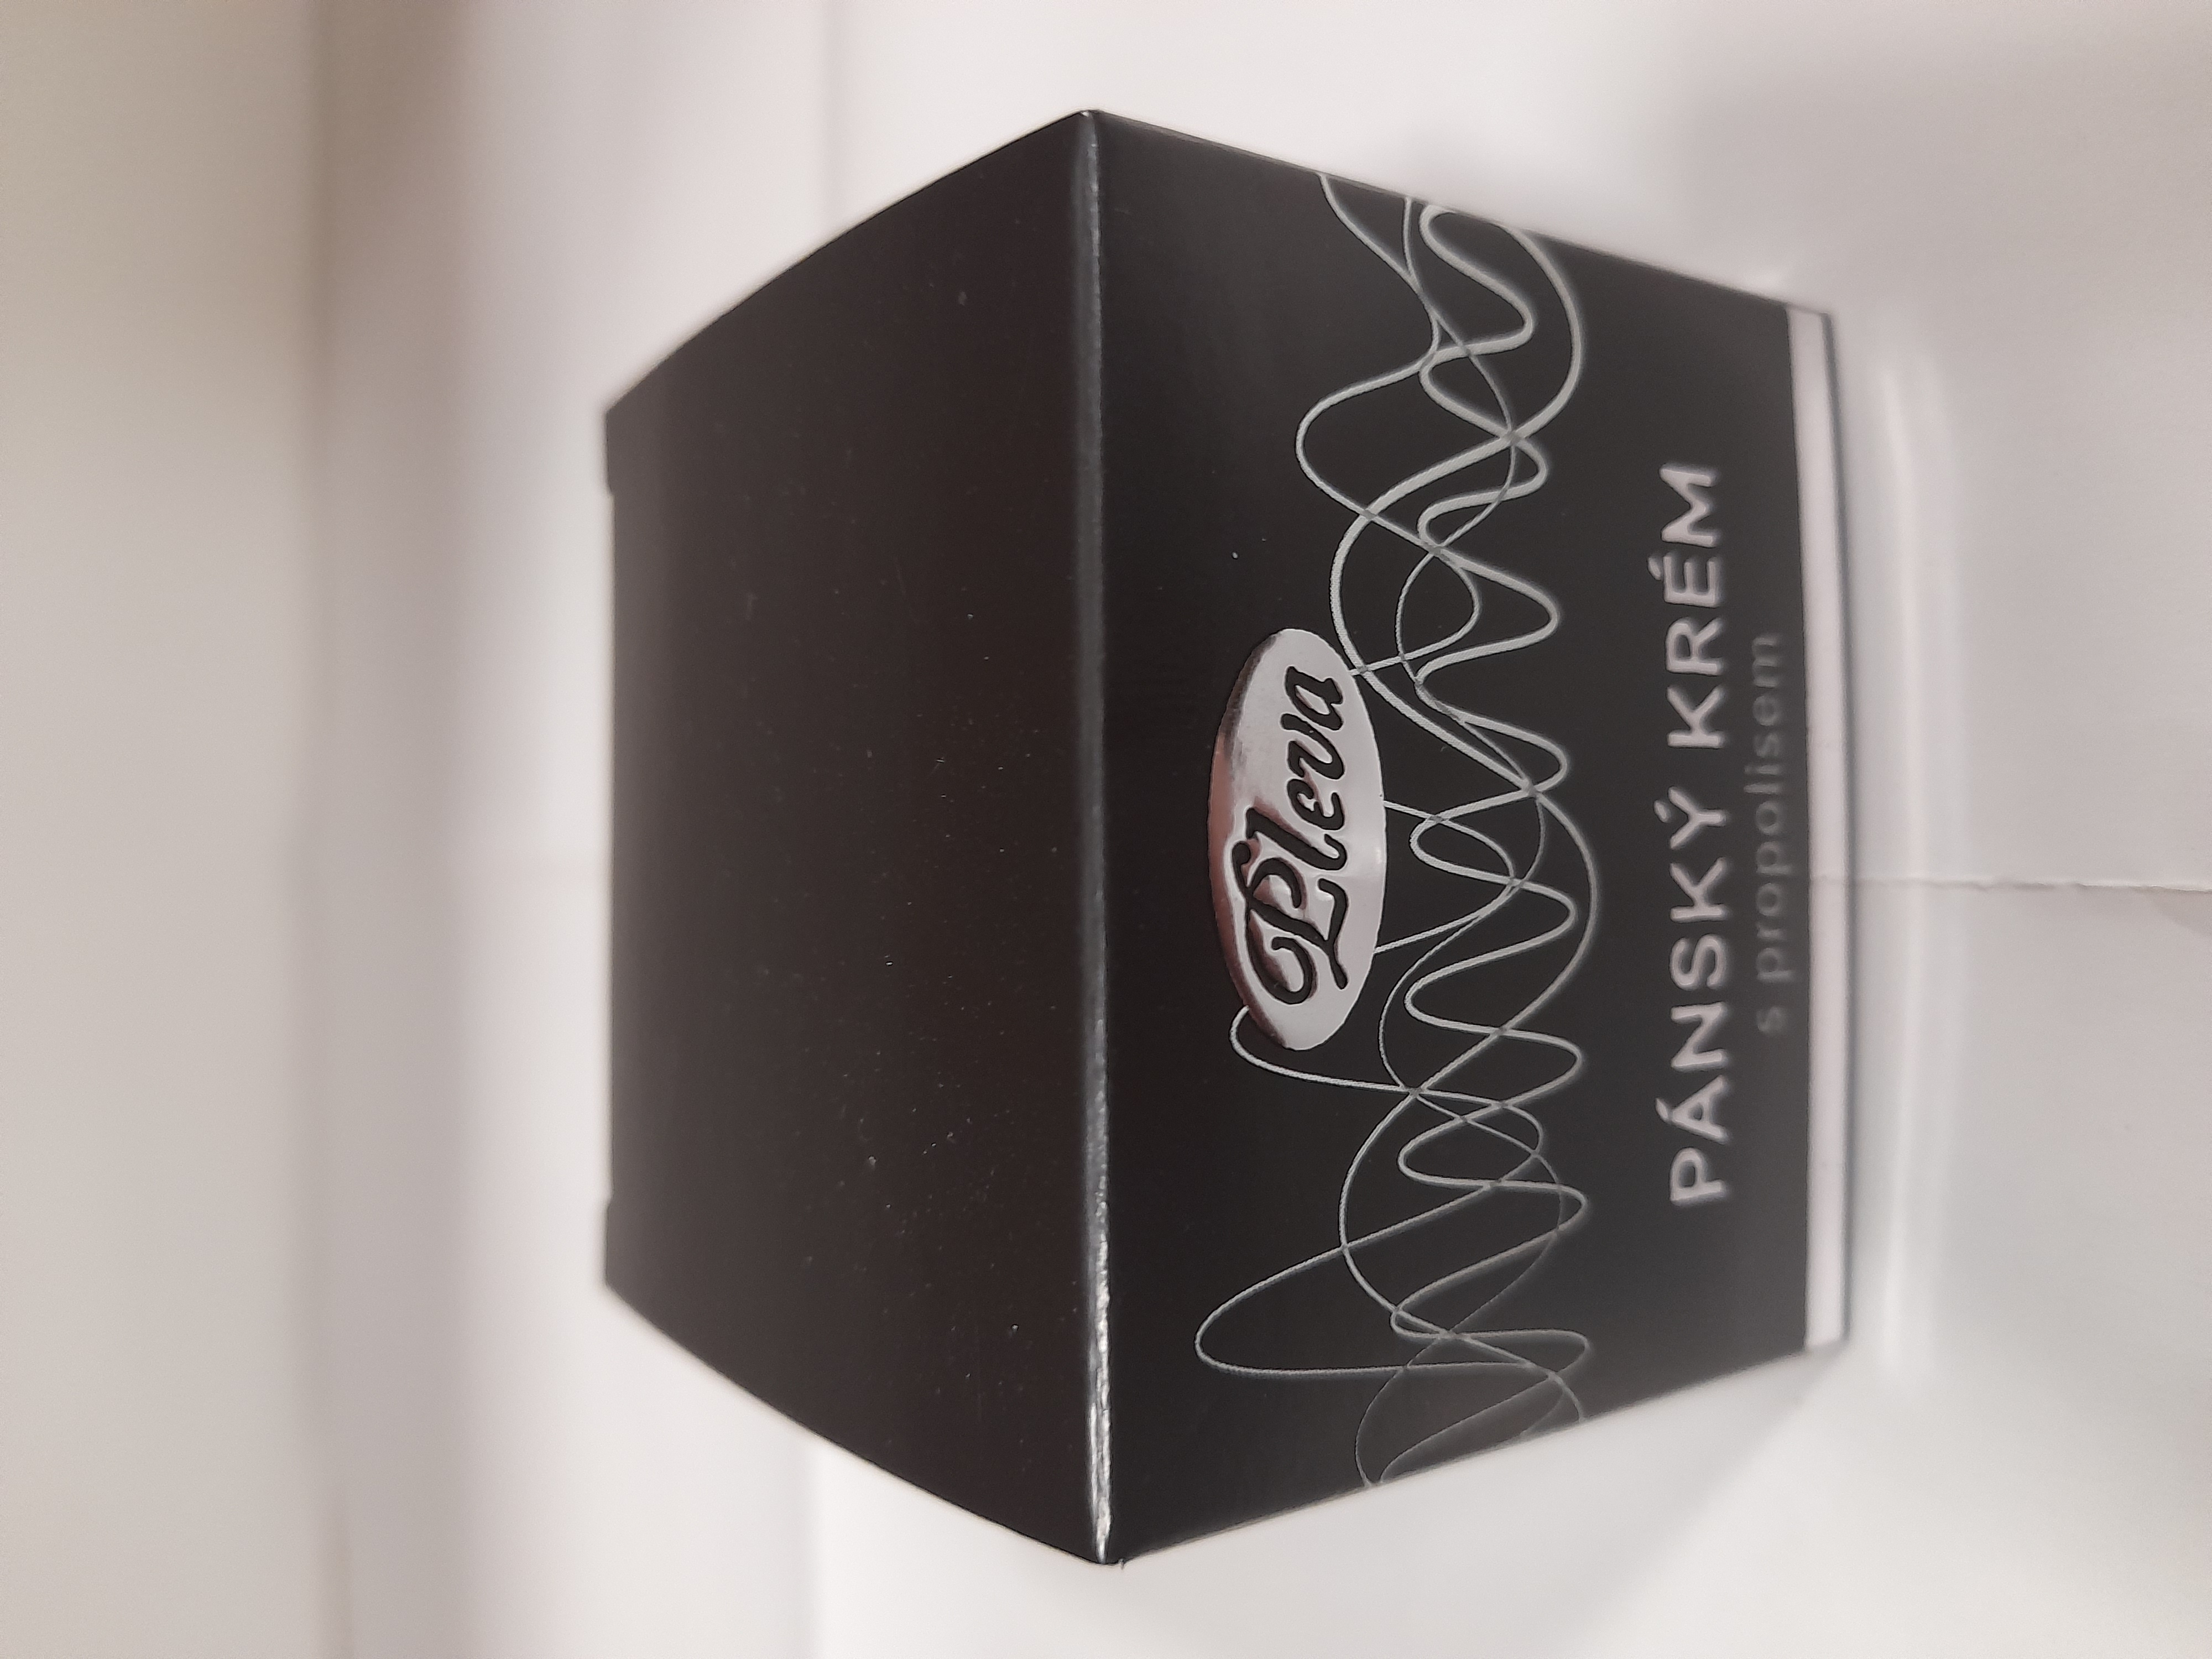 Pleva
PÁNSKÝ KRÉM
s propolisem